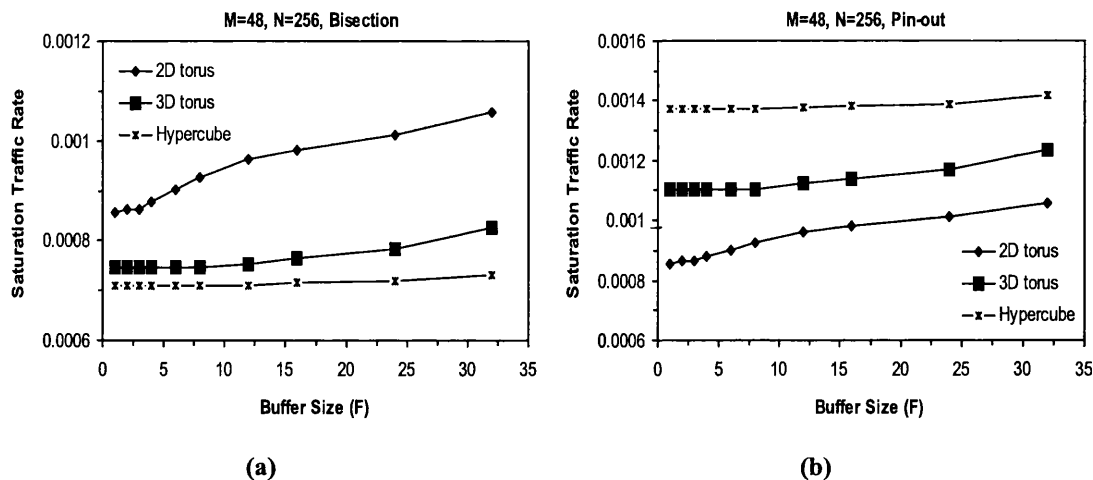 M=48, N=256, Bisection
Saturation Traffic Rate
0.0012
0.001
0.0008
0.0006
2D torus
3D torus
Hypercube
0 5 10 15 20 25 30 35
Buffer Size (F)
(a)
M=48, N=256, Pin-out
Saturation Traffic Rate
0.0016
0.0014
0.0012
0.001
0.0008
0.0006
2D torus
3D torus
Hypercube
0 5 10 15 20 25 30 35
Buffer Size (F)
(b)